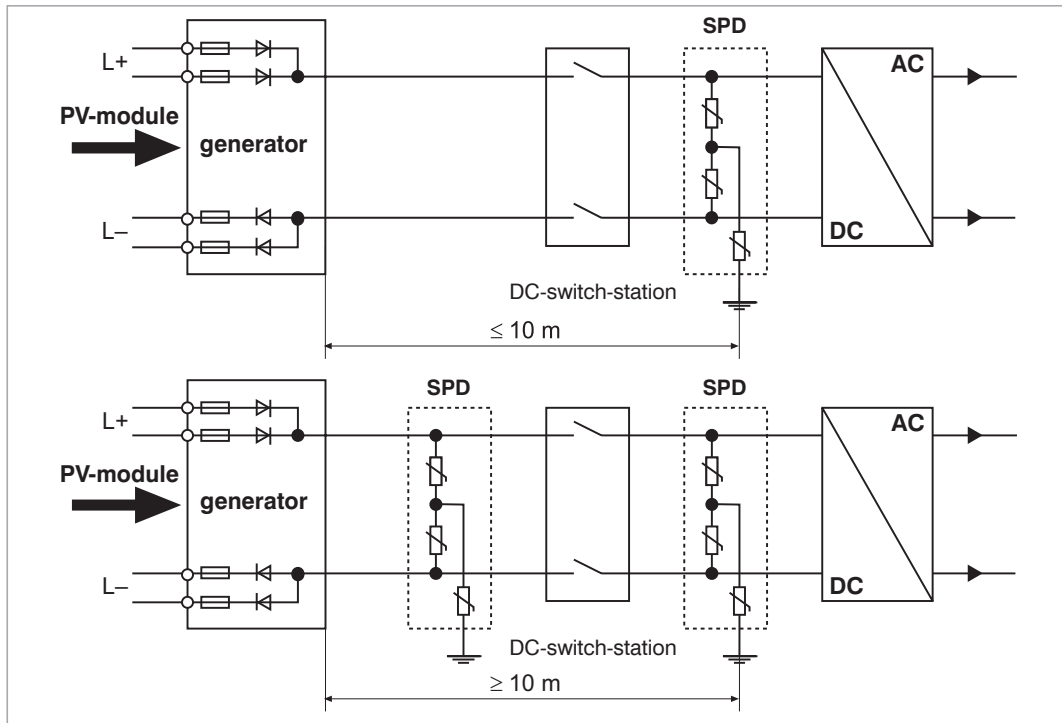 SPD
L+
AC
PV-module
generator
L–
DC
DC-switch-station
≤ 10 m
SPD
SPD
L+
AC
PV-module
generator
L–
DC
DC-switch-station
≥ 10 m